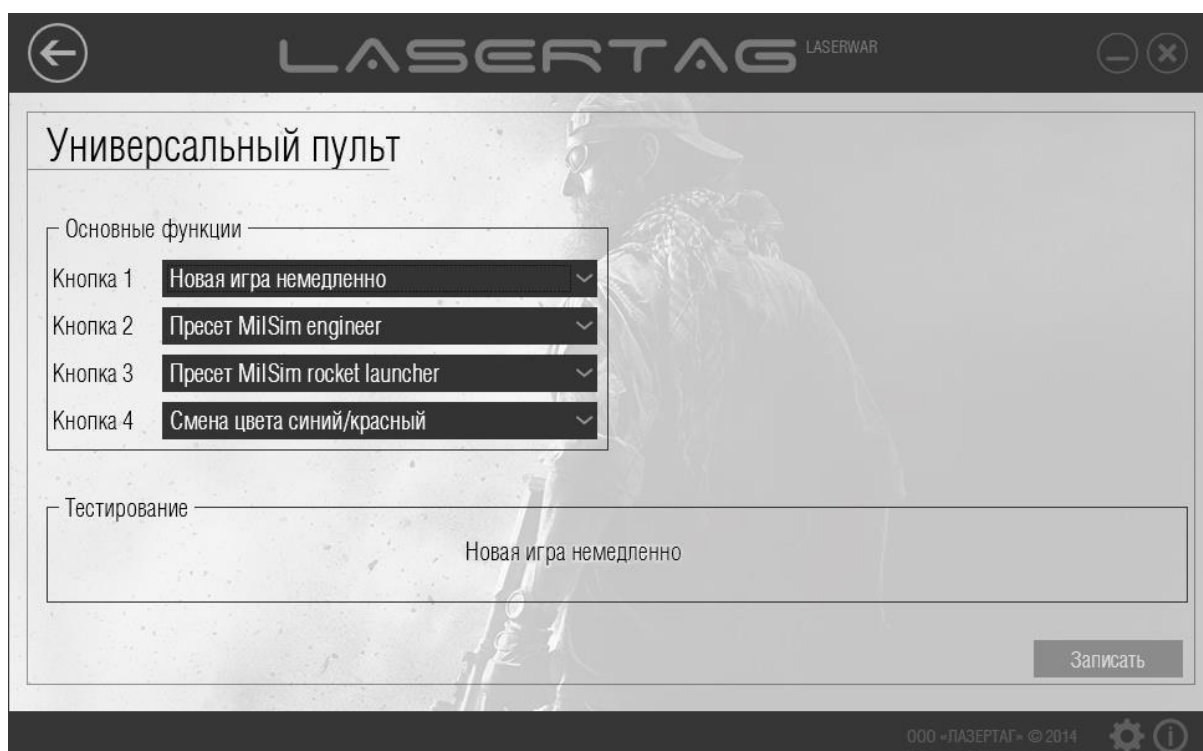 LASERTAG LASERWAR
Универсальный пульт
Основные функции
Кнопка 1 Новая игра немедленно
Кнопка 2 Пресет MilSim engineer
Кнопка 3 Пресет MilSim rocket launcher
Кнопка 4 Смена цвета синий/красный
Тестирование
Новая игра немедленно
Записать
ООО «ЛАЗЕРТАГ» © 2014